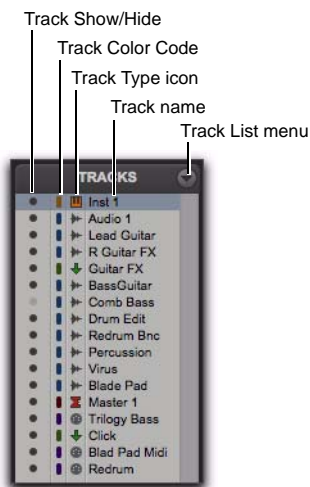 Track Show/Hide
Track Color Code
Track Type icon
Track name
Track List menu
TRACKS
Inst 1
Audio 1
Lead Guitar
R Guitar FX
Guitar FX
BassGuitar
Comb Bass
Drum Edit
Redrum Bnc
Percussion
Virus
Blade Pad
Master 1
Trilogy Bass
Click
Blad Pad Midi
Redrum